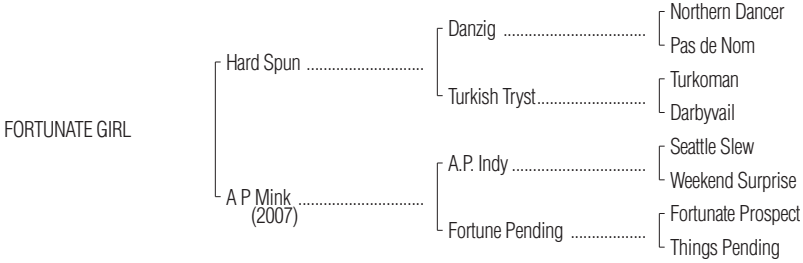 Northern Dancer
Danzig ................................
Pas de Nom
Hard Spun ..........................
Turkoman
Turkish Tryst........................
Darbyvail
FORTUNATE GIRL
Seattle Slew
A.P. Indy ..............................
Weekend Surprise
A P Mink ............................
(2007)
Fortunate Prospect
Fortune Pending .................
Things Pending